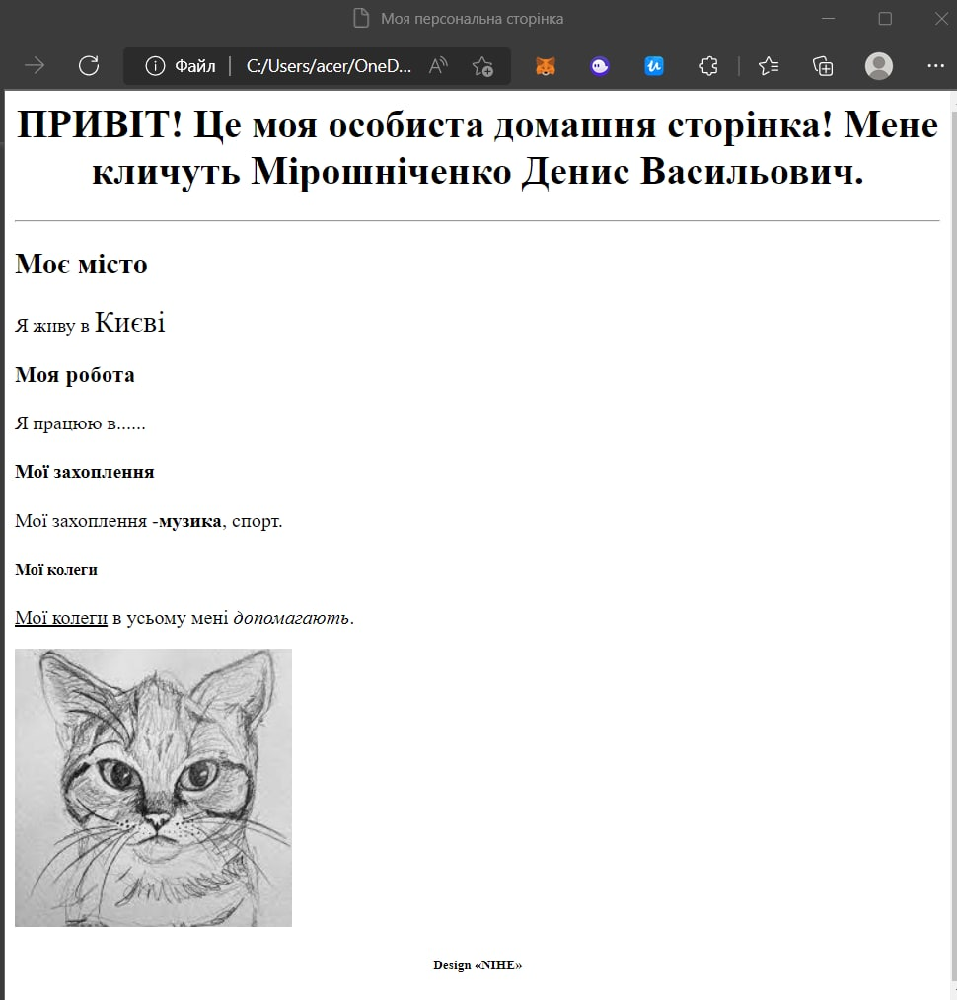 Моя персональна сторінка
Файл
C:/Users/acer/OneD...
ПРИВІТ! Це моя особиста домашня сторінка! Мене
кличуть Мірошніченко Денис Васильович.
Моє місто
Я живу в Києві
Моя робота
Я працюю в......
Мої захоплення
Мої захоплення -музика, спорт.
Мої колеги
Мої колеги в усьому мені допомагають.
Design «NIHE»